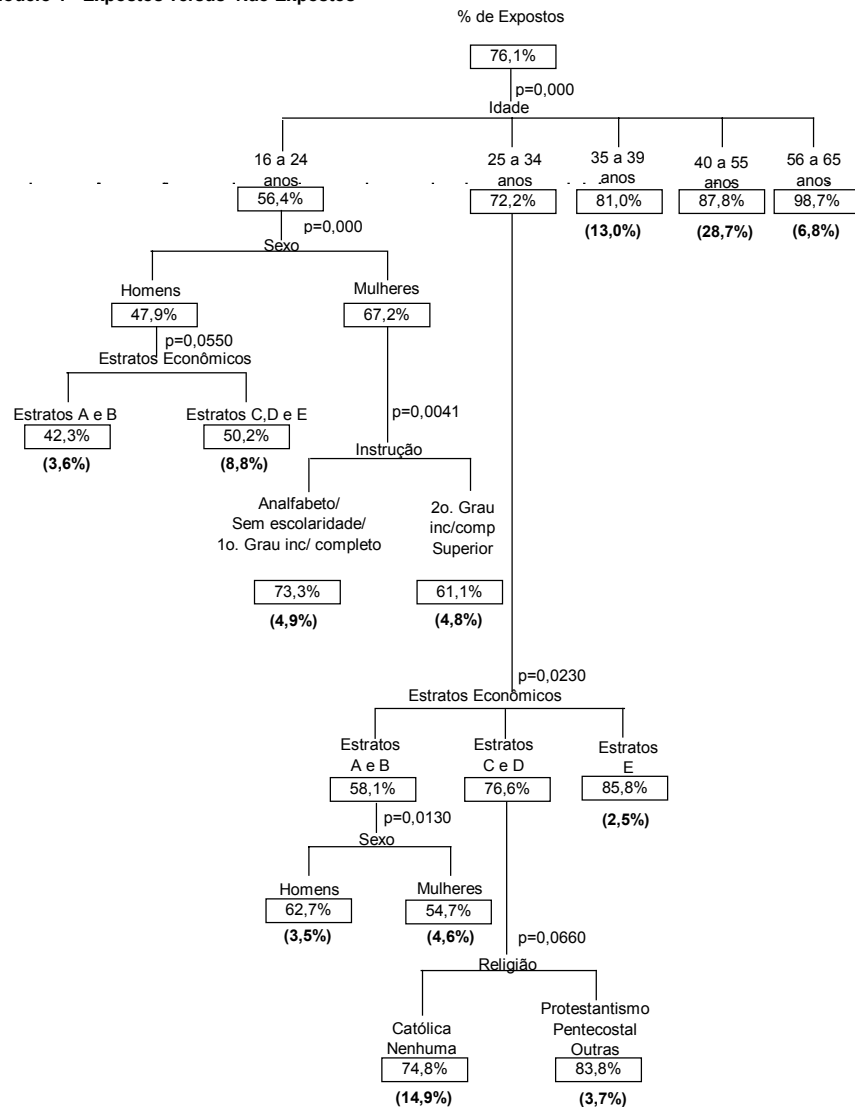 % de Expostos
76,1%
p=0,000
Idade
16 a 24 anos
25 a 34 anos
35 a 39 anos
40 a 55 anos
56 a 65 anos
56,4%
72,2%
81,0%
87,8%
98,7%
(13,0%)
(28,7%)
(6,8%)
p=0,000
Sexo
Homens
Mulheres
47,9%
67,2%
p=0,0550
Estratos Econômicos
Estratos A e B
Estratos C,D e E
42,3%
50,2%
(3,6%)
(8,8%)
p=0,0041
Instrução
Analfabeto/
Sem escolaridade/
1o. Grau inc/ completo
2o. Grau
inc/comp
Superior
73,3%
61,1%
(4,9%)
(4,8%)
p=0,0230
Estratos Econômicos
Estratos
A e B
Estratos
C e D
Estratos
E
58,1%
76,6%
85,8%
(2,5%)
p=0,0130
Sexo
Homens
Mulheres
62,7%
54,7%
(3,5%)
(4,6%)
p=0,0660
Religião
Católica
Nenhuma
Protestantismo
Pentecostal
Outras
74,8%
83,8%
(14,9%)
(3,7%)